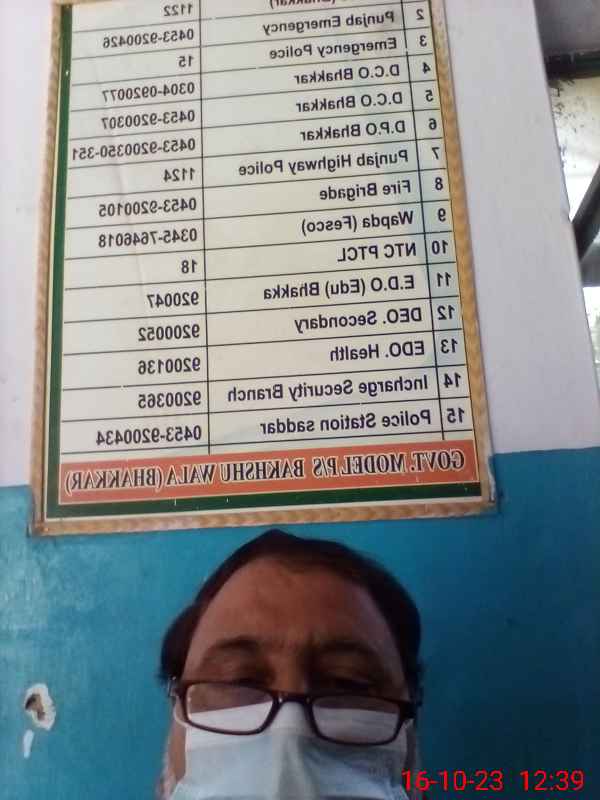 (Bhakkar) 1122
2 Punjab Emergency 0453-9200426
3 Emergency Police 15
4 D.C.O Bhakkar 0304-0920077
5 D.C.O Bhakkar 0453-9200307
6 D.P.O Bhakkar 0453-9200350-351
7 Punjab Highway Police 1124
8 Fire Brigade 0453-9200105
9 Wapda (Fesco) 0345-7646018
10 NTC PTCL 18
11 E.D.O (Edu) Bhakka 920047
12 DEO. Secondary 9200052
13 EDO. Health 9200136
14 Incharge Security Branch 9200365
15 Police Station saddar 0453-9200434
GOVT. MODEL P/S BAKHSHU WALA (BHAKKAR)
16-10-23 12:39